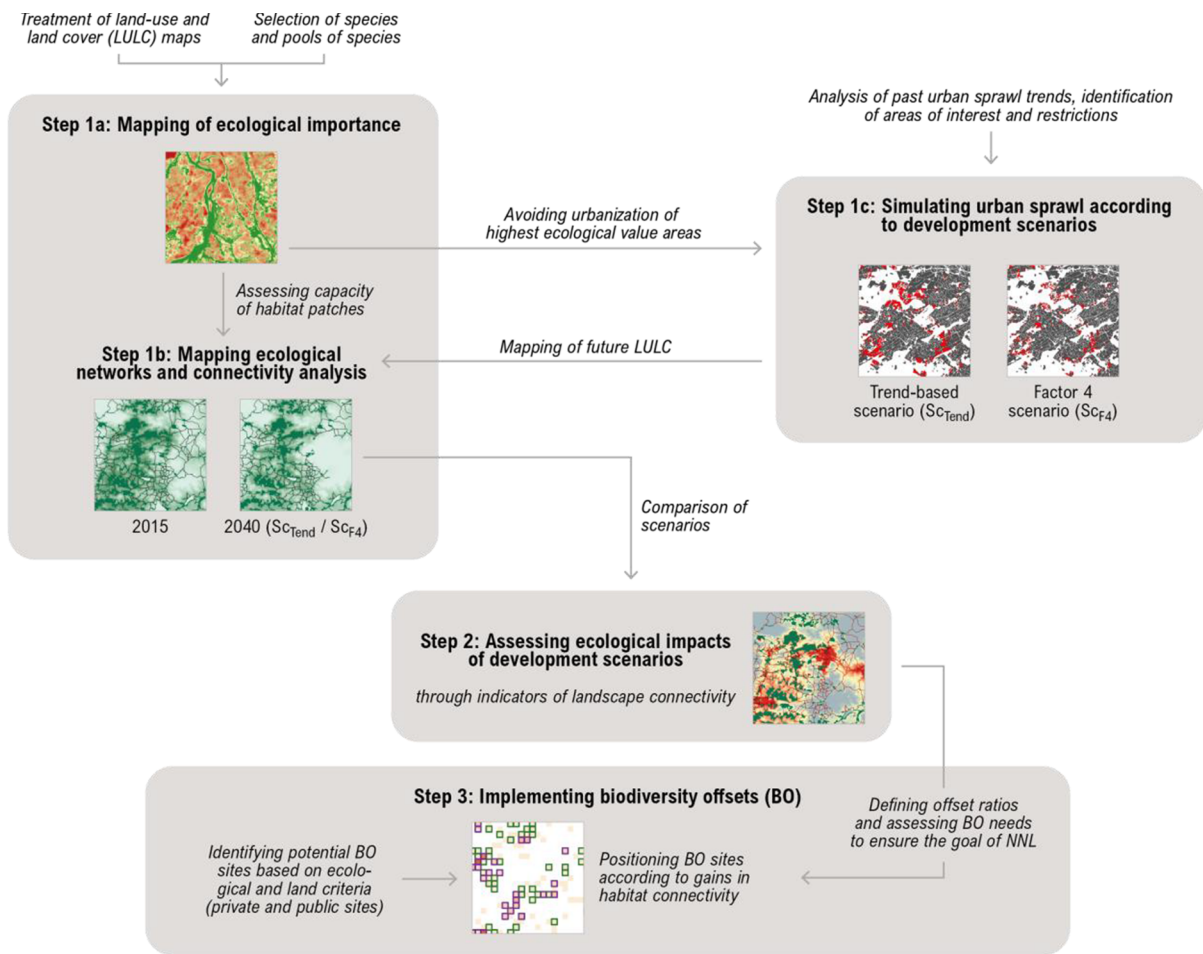 Treatment of land-use and
land cover (LULC) maps
Selection of species
and pools of species
Step 1a: Mapping of ecological importance
Assessing capacity
of habitat patches
Step 1b: Mapping ecological
networks and connectivity analysis
2015
2040 (ScTend / ScF4)
Avoiding urbanization of
highest ecological value areas
Mapping of future LULC
Analysis of past urban sprawl trends, identification
of areas of interest and restrictions
Step 1c: Simulating urban sprawl according
to development scenarios
Trend-based
scenario (ScTend)
Factor 4
scenario (ScF4)
Comparison of
scenarios
Step 2: Assessing ecological impacts
of development scenarios
through indicators of landscape connectivity
Step 3: Implementing biodiversity offsets (BO)
Identifying potential BO
sites based on ecolo-
gical and land criteria
(private and public sites)
Positioning BO sites
according to gains in
habitat connectivity
Defining offset ratios
and assessing BO needs
to ensure the goal of NNL